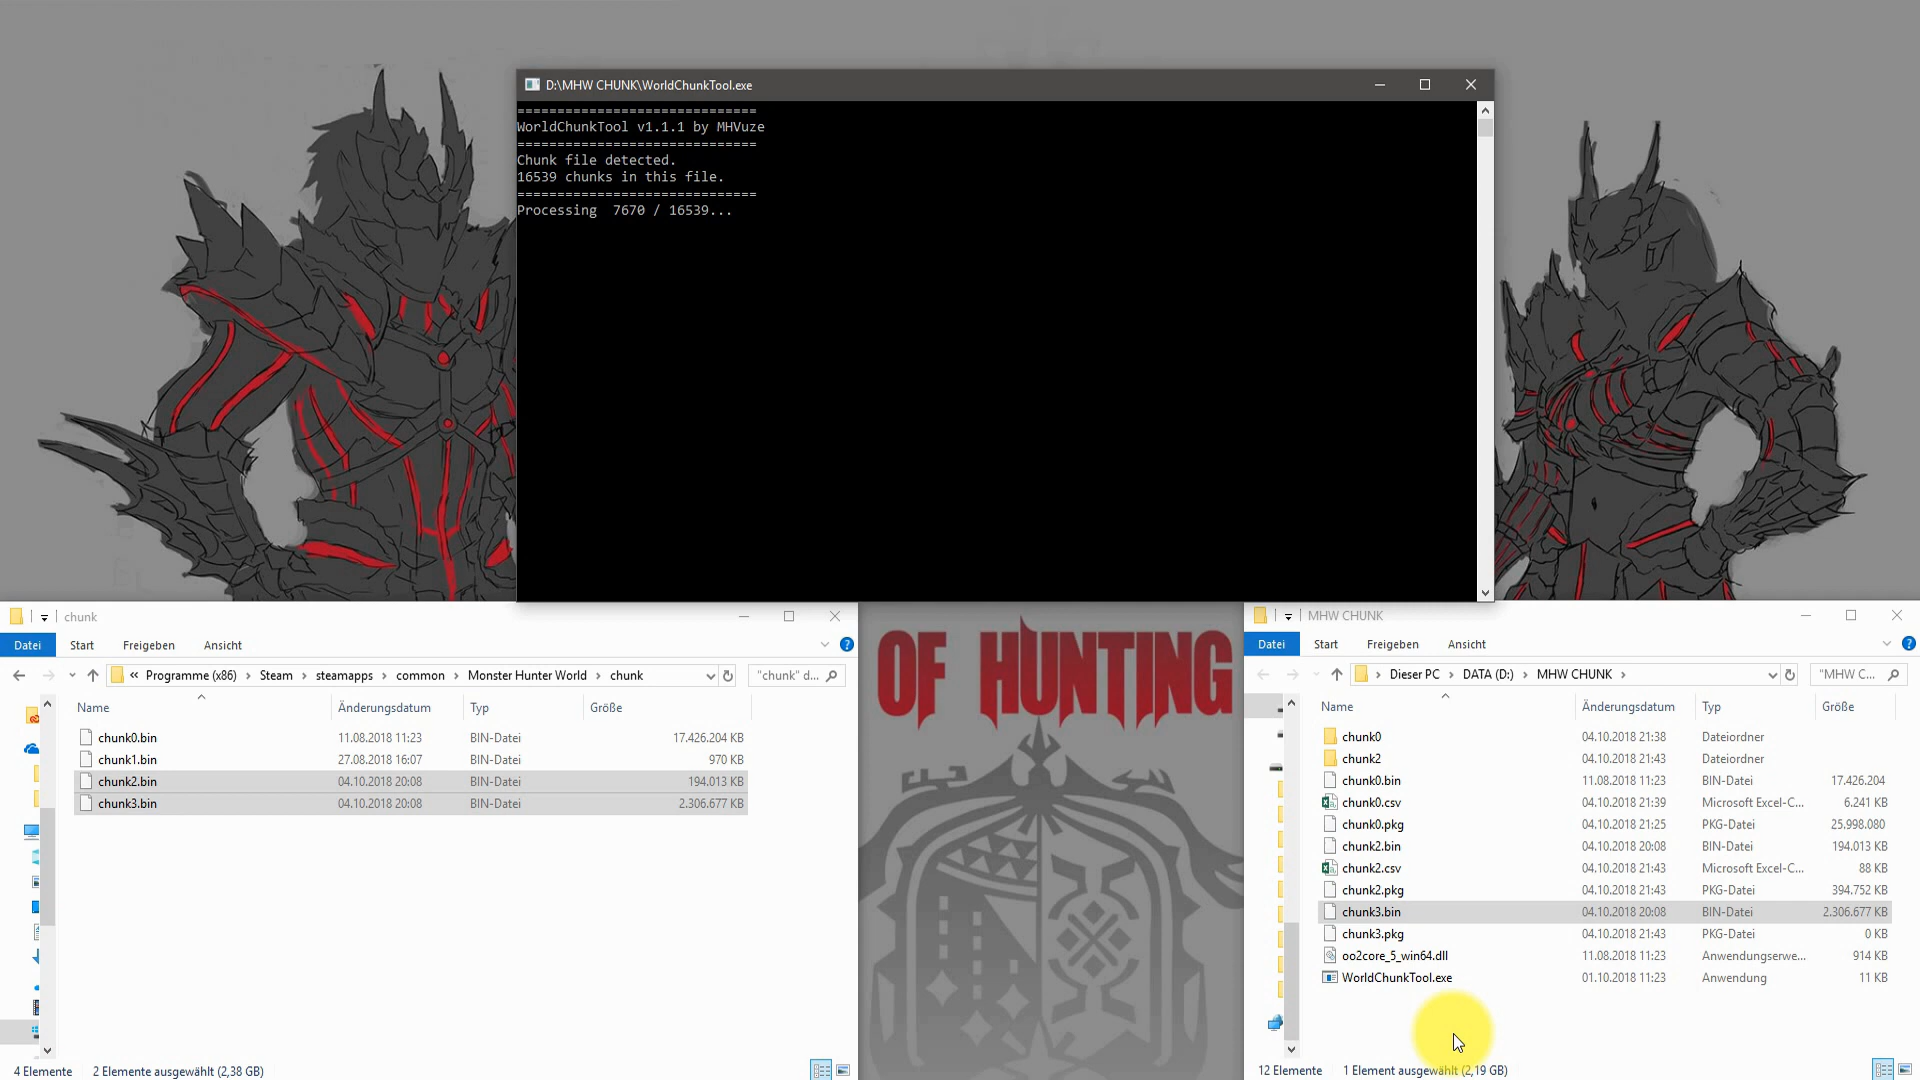 D:\MHW CHUNK\WorldChunkTool.exe
==============================
WorldChunkTool v1.1.1 by MHVuze
==============================
Chunk file detected.
16539 chunks in this file.
==============================
Processing  7670 / 16539...
chunk
Datei Start Freigeben Ansicht
« Programme (x86) › Steam › steamapps › common › Monster Hunter World › chunk "chunk" d...
Name Änderungsdatum Typ Größe
chunk0.bin 11.08.2018 11:23 BIN-Datei 17.426.204 KB
chunk1.bin 27.08.2018 16:07 BIN-Datei 970 KB
chunk2.bin 04.10.2018 20:08 BIN-Datei 194.013 KB
chunk3.bin 04.10.2018 20:08 BIN-Datei 2.306.677 KB
4 Elemente 2 Elemente ausgewählt (2,38 GB)
OF HUNTING
MHW CHUNK
Datei Start Freigeben Ansicht
› Dieser PC › DATA (D:) › MHW CHUNK › "MHW C...
Name Änderungsdatum Typ Größe
chunk0 04.10.2018 21:38 Dateiordner
chunk2 04.10.2018 21:43 Dateiordner
chunk0.bin 11.08.2018 11:23 BIN-Datei 17.426.204
chunk0.csv 04.10.2018 21:39 Microsoft Excel-C... 6.241 KB
chunk0.pkg 04.10.2018 21:25 PKG-Datei 25.998.080
chunk2.bin 04.10.2018 20:08 BIN-Datei 194.013 KB
chunk2.csv 04.10.2018 21:43 Microsoft Excel-C... 88 KB
chunk2.pkg 04.10.2018 21:43 PKG-Datei 394.752 KB
chunk3.bin 04.10.2018 20:08 BIN-Datei 2.306.677 KB
chunk3.pkg 04.10.2018 21:43 PKG-Datei 0 KB
oo2core_5_win64.dll 11.08.2018 11:23 Anwendungserwe... 914 KB
WorldChunkTool.exe 01.10.2018 11:23 Anwendung 11 KB
12 Elemente 1 Element ausgewählt (2,19 GB)